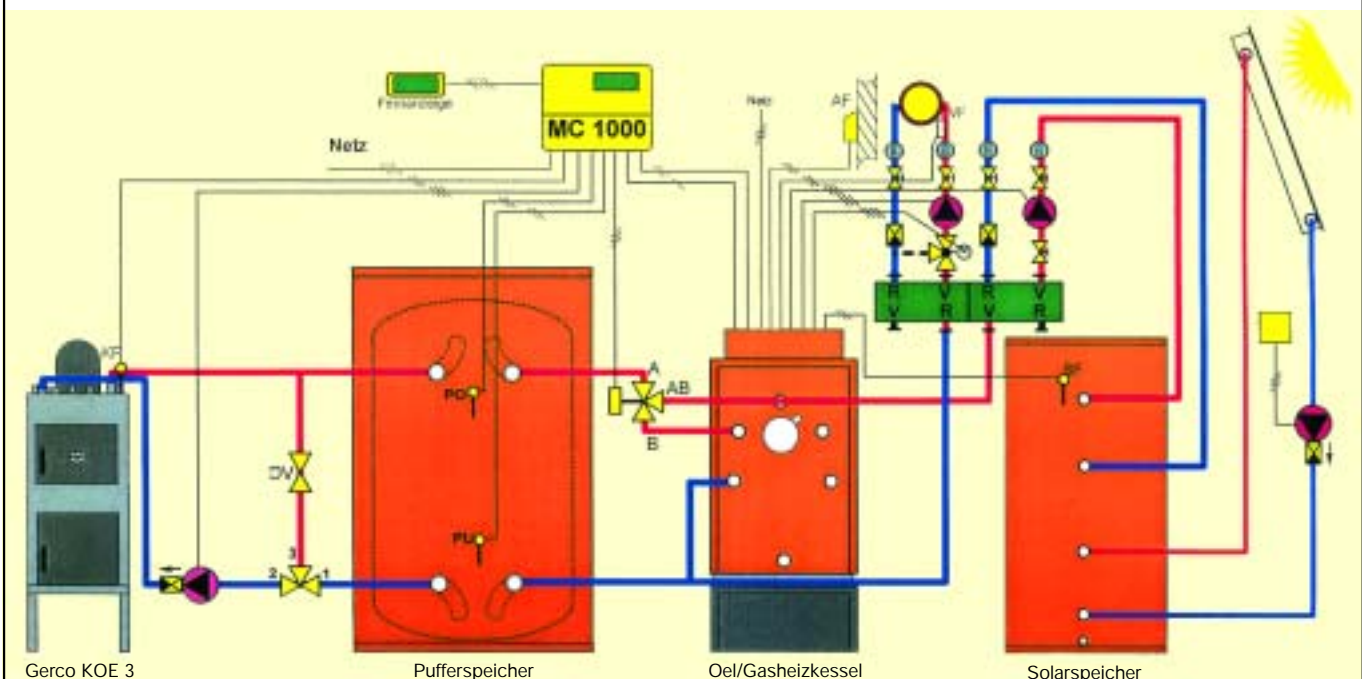 Fernanzeige
MC 1000
Netz
Netz
AF
VF
R V R V
V R V R
KF
A
AB
B
PO
DV
PU
3
2 1
SF
Gerco KOE 3
Pufferspeicher
Oel/Gasheizkessel
Solarspeicher